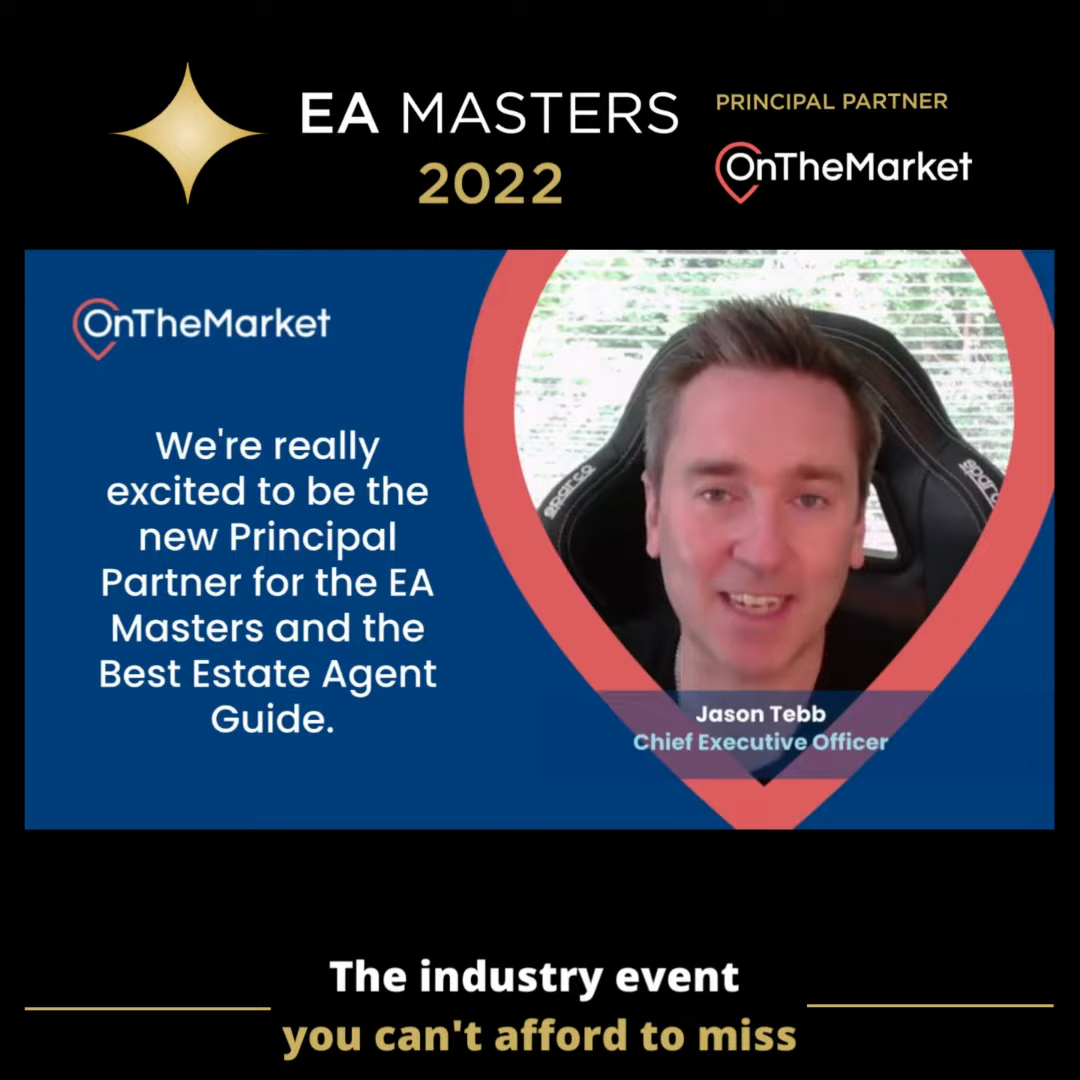 EA MASTERS
2022
PRINCIPAL PARTNER
OnTheMarket
OnTheMarket
We're really
excited to be the
new Principal
Partner for the EA
Masters and the
Best Estate Agent
Guide.
sparco
sparco
Jason Tebb
Chief Executive Officer
The industry event
you can't afford to miss